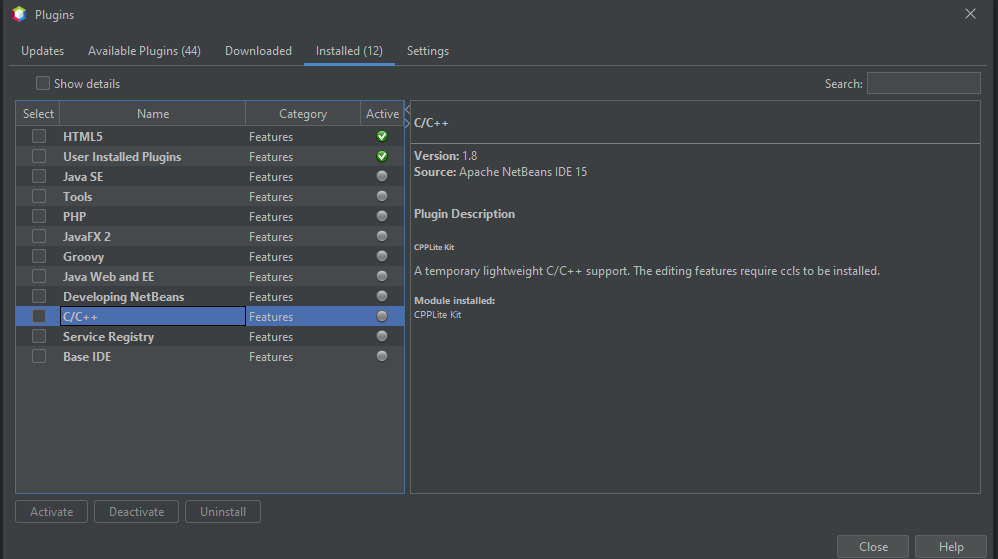 Plugins
Updates Available Plugins (44) Downloaded Installed (12) Settings
Show details Search:
Select Name Category Active
HTML5 Features
User Installed Plugins Features
Java SE Features
Tools Features
PHP Features
JavaFX 2 Features
Groovy Features
Java Web and EE Features
Developing NetBeans Features
C/C++ Features
Service Registry Features
Base IDE Features
C/C++
Version: 1.8
Source: Apache NetBeans IDE 15
Plugin Description
CPPLite Kit
A temporary lightweight C/C++ support. The editing features require ccls to be installed.
Module installed:
CPPLite Kit
Activate Deactivate Uninstall
Close Help